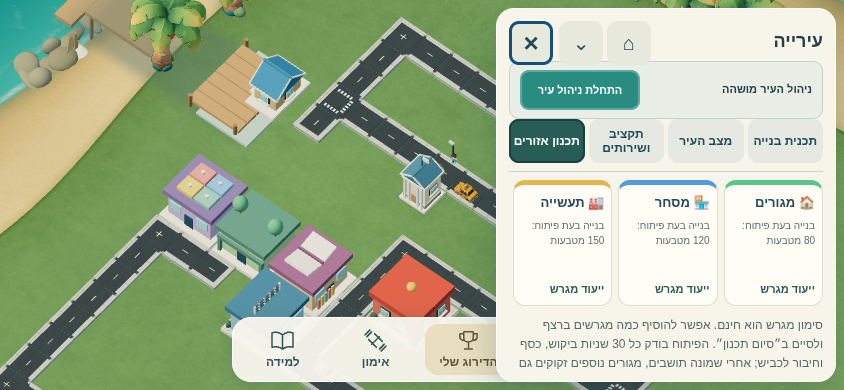 עירייה
ניהול העיר מושהה
התחלת ניהול עיר
תכנית בנייה
מצב העיר
תקציב
ושירותים
תכנון אזורים
מגורים
בנייה בעת פיתוח:
80 מטבעות
ייעוד מגרש
מסחר
בנייה בעת פיתוח:
120 מטבעות
ייעוד מגרש
תעשייה
בנייה בעת פיתוח:
150 מטבעות
ייעוד מגרש
סימון מגרש הוא חינם. אפשר להוסיף כמה מגרשים ברצף
ולסיים ב״סיום תכנון״. הפיתוח בודק כל 30 שניות ביקוש, כסף
וחיבור לכביש; אחרי שמונה תושבים, מגורים נוספים זקוקים גם
הדירוג שלי
אימון
למידה